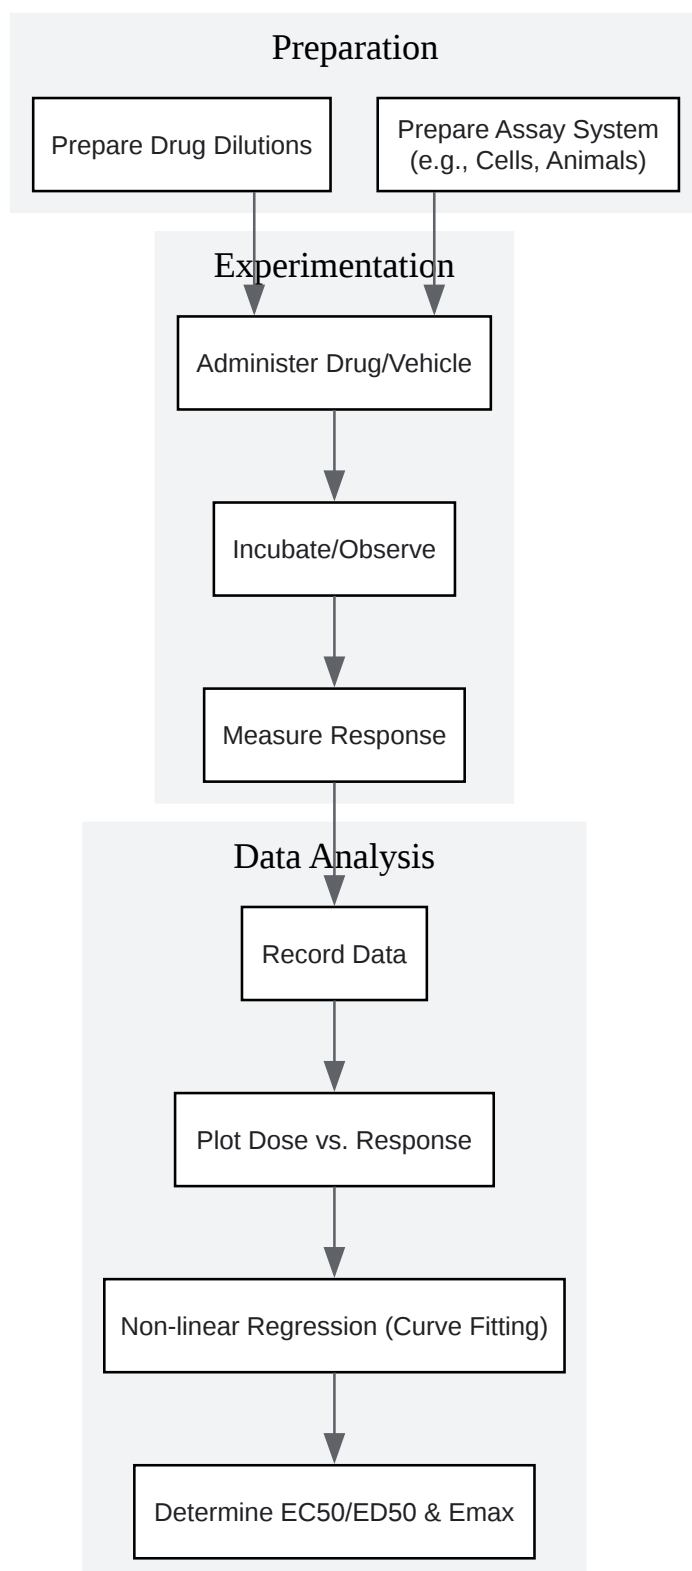 Preparation
Prepare Drug Dilutions
Prepare Assay System
(e.g., Cells, Animals)
Experimentation
Administer Drug/Vehicle
Incubate/Observe
Measure Response
Data Analysis
Record Data
Plot Dose vs. Response
Non-linear Regression (Curve Fitting)
Determine EC50/ED50 & Emax